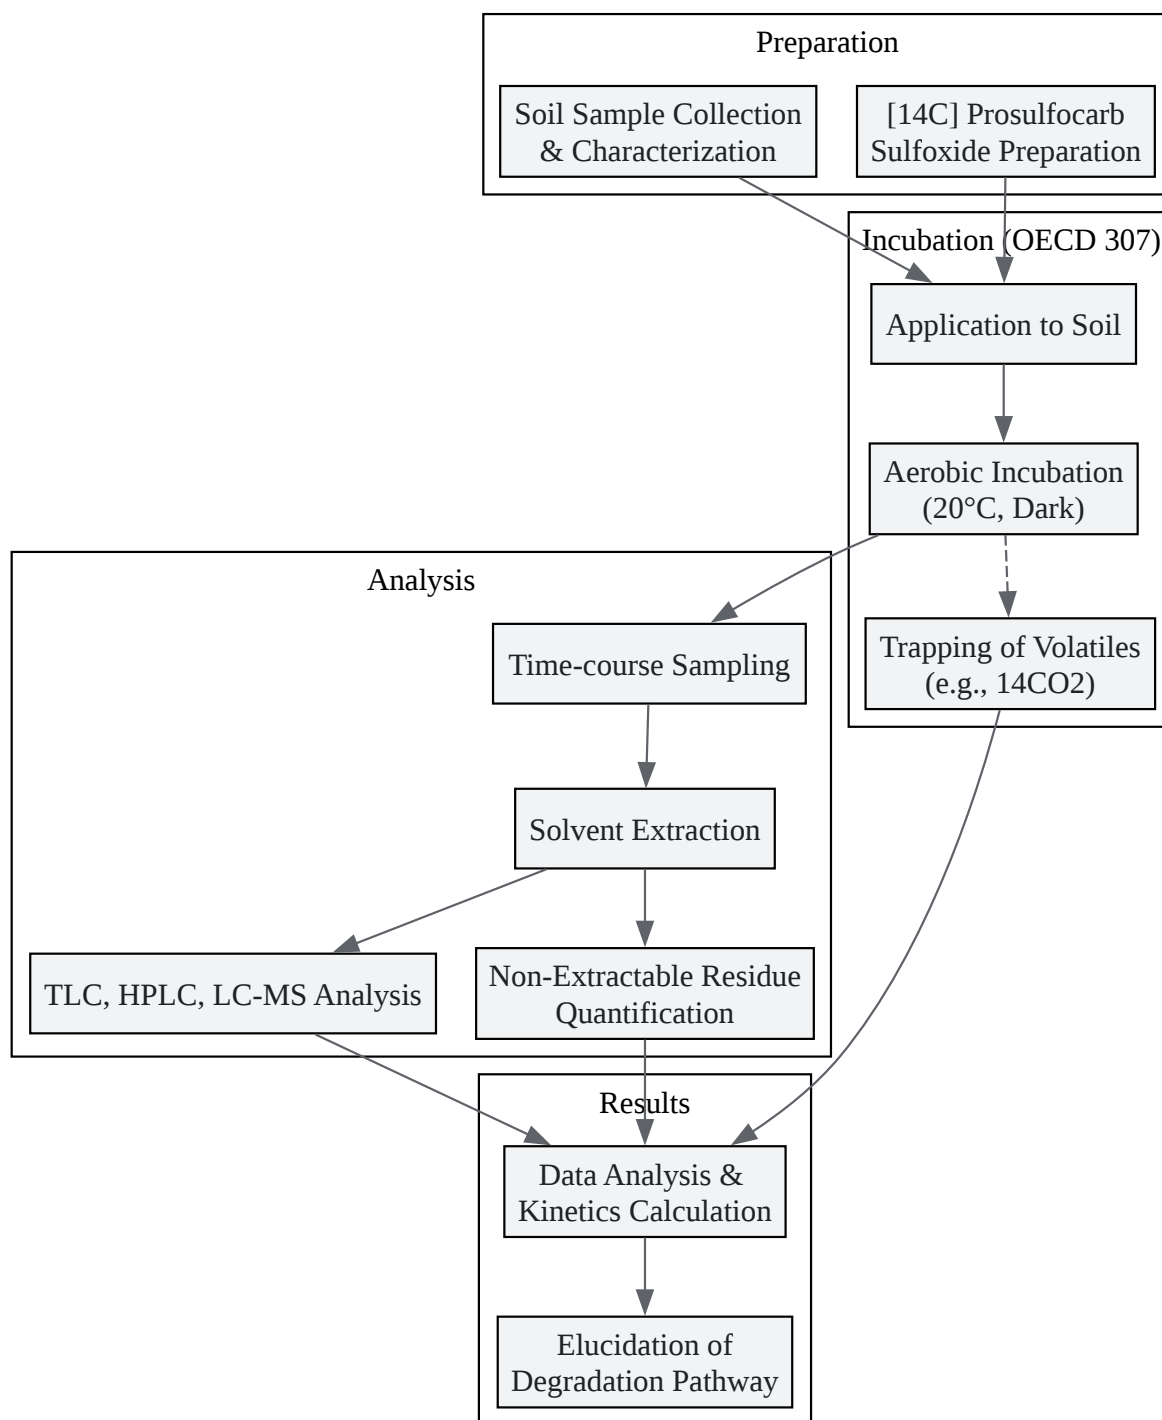 Preparation
Soil Sample Collection
& Characterization
[14C] Prosulfocarb
Sulfoxide Preparation
Incubation (OECD 307)
Application to Soil
Aerobic Incubation
(20°C, Dark)
Trapping of Volatiles
(e.g., 14CO2)
Analysis
Time-course Sampling
Solvent Extraction
TLC, HPLC, LC-MS Analysis
Non-Extractable Residue
Quantification
Results
Data Analysis &
Kinetics Calculation
Elucidation of
Degradation Pathway